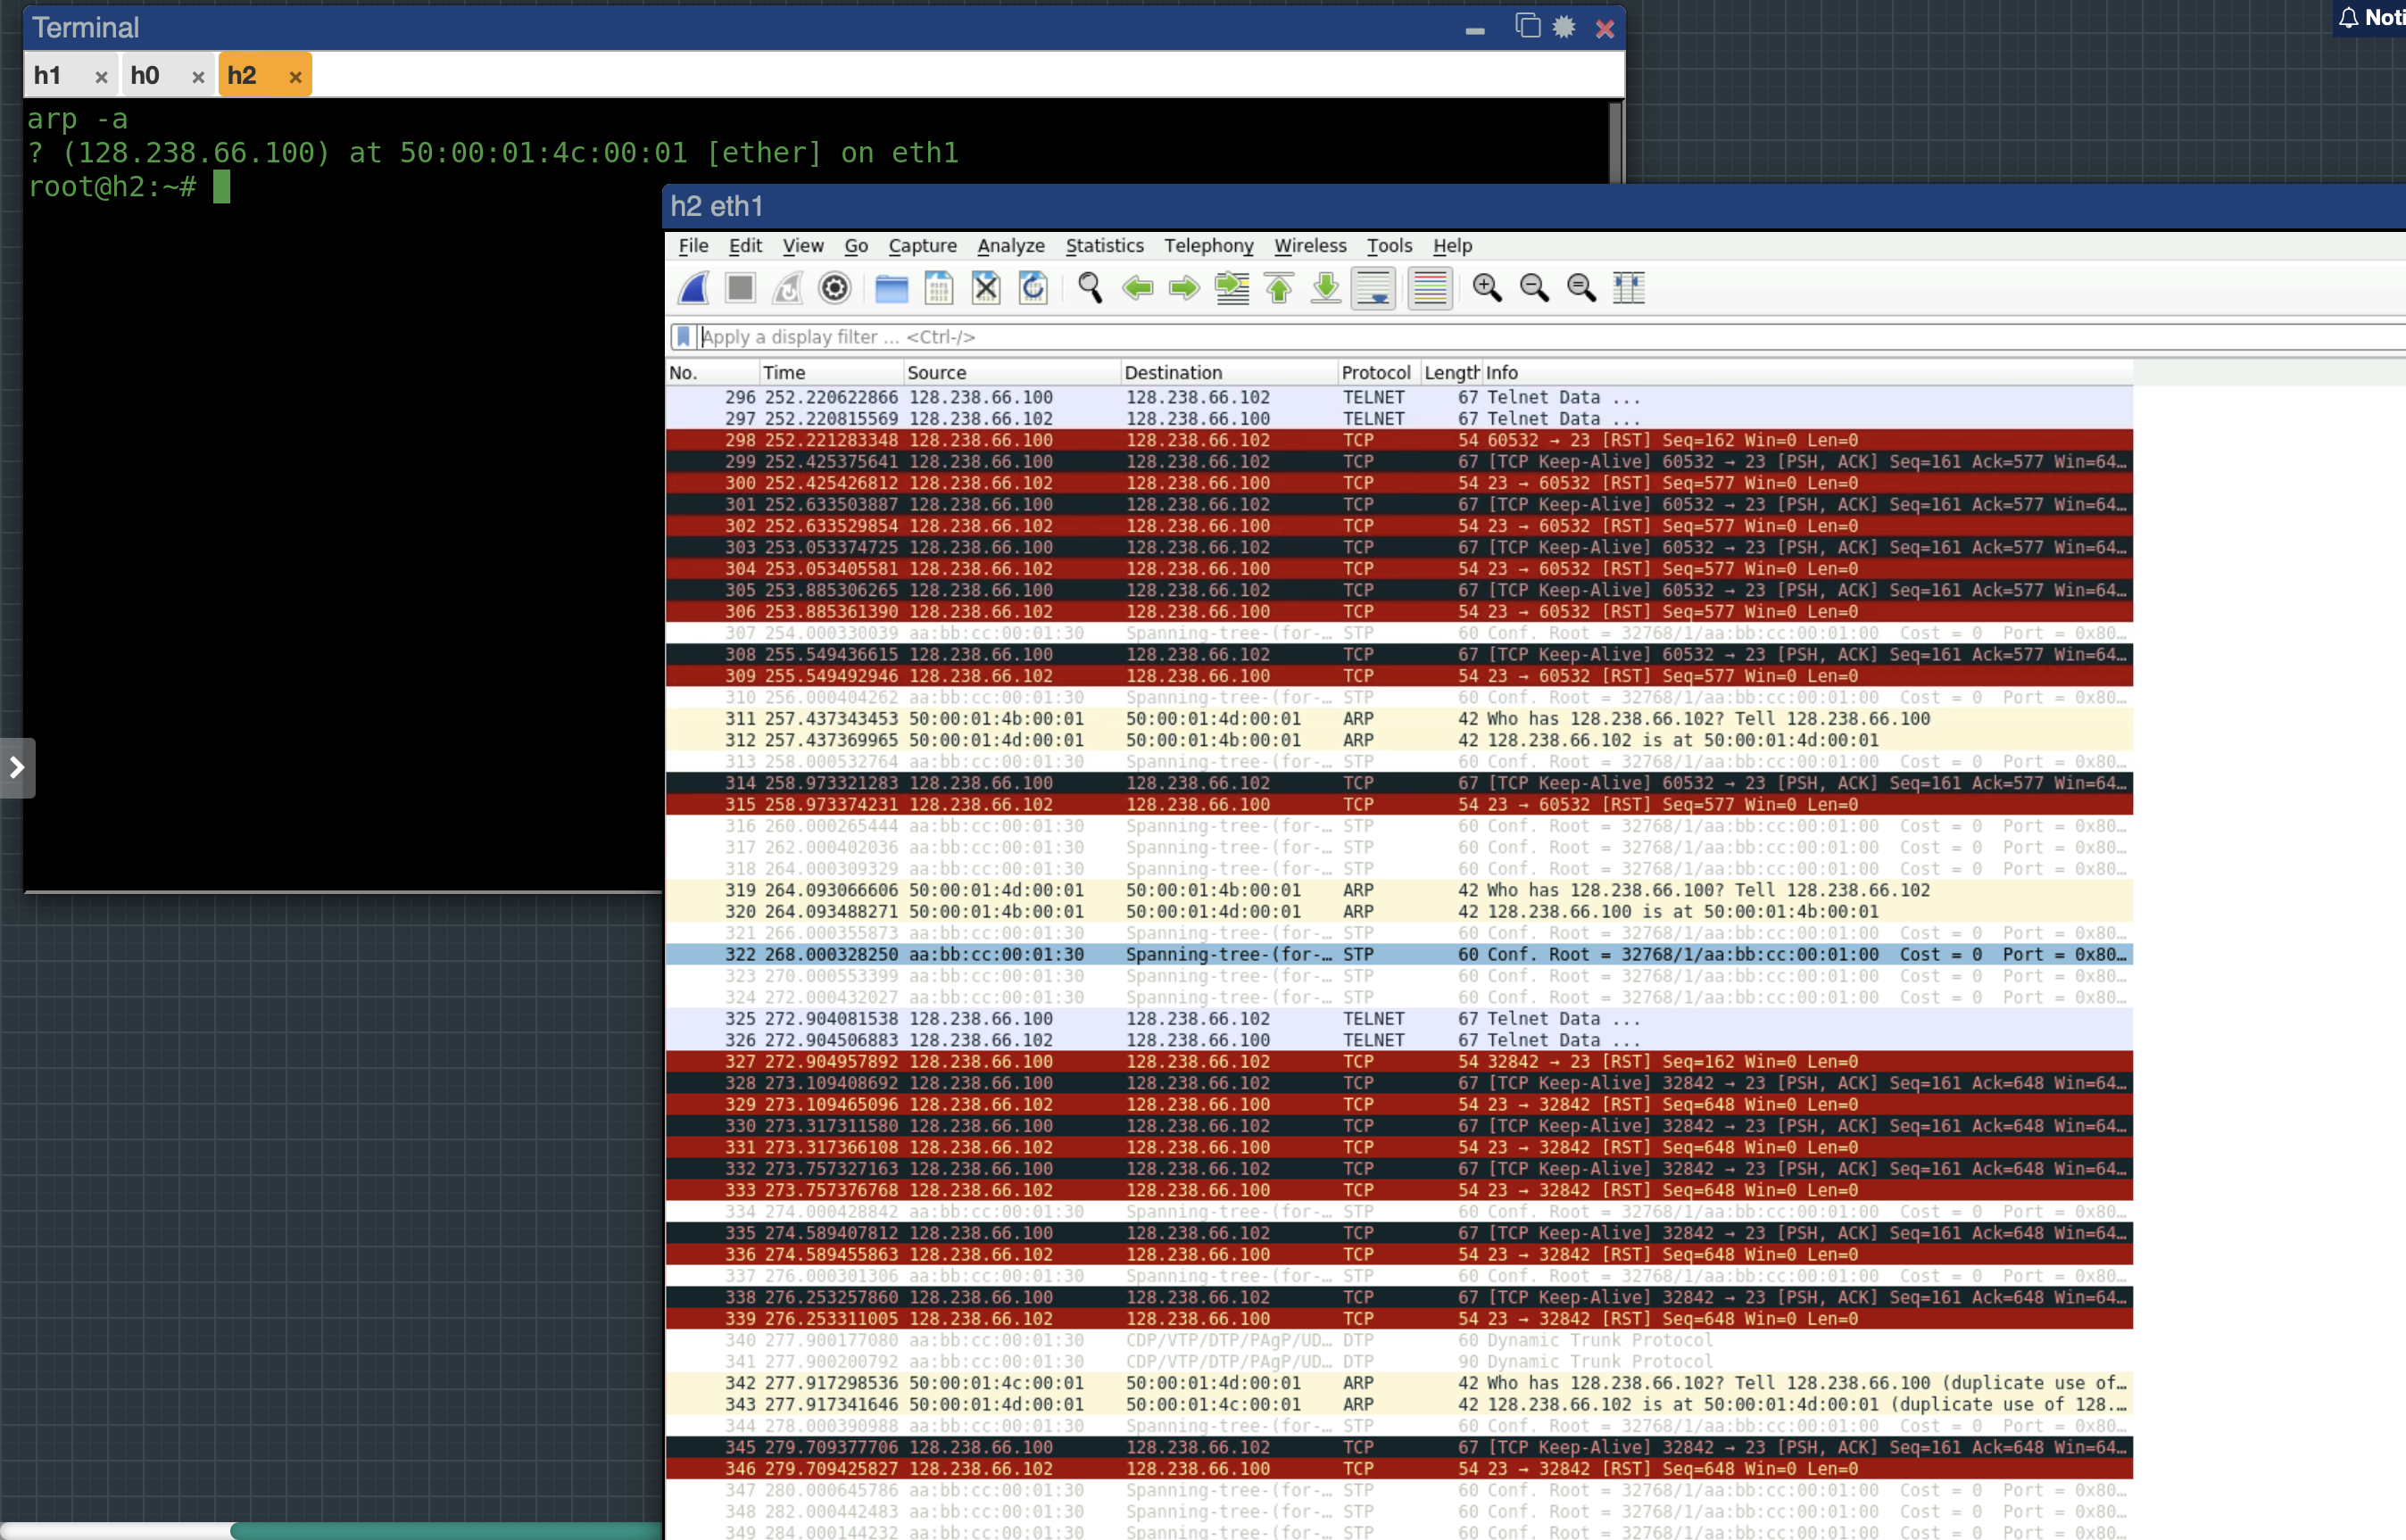 Terminal
Noti
h1 × h0 × h2 ×
arp -a
? (128.238.66.100) at 50:00:01:4c:00:01 [ether] on eth1
root@h2:~#
h2 eth1
File Edit View Go Capture Analyze Statistics Telephony Wireless Tools Help
Apply a display filter ... <Ctrl-/>
No. Time Source Destination Protocol Length Info
296 252.220622866 128.238.66.100 128.238.66.102 TELNET 67 Telnet Data ...
297 252.220815569 128.238.66.102 128.238.66.100 TELNET 67 Telnet Data ...
298 252.221283348 128.238.66.100 128.238.66.102 TCP 54 60532 → 23 [RST] Seq=162 Win=0 Len=0
299 252.425375641 128.238.66.100 128.238.66.102 TCP 67 [TCP Keep-Alive] 60532 → 23 [PSH, ACK] Seq=161 Ack=577 Win=64…
300 252.425426812 128.238.66.102 128.238.66.100 TCP 54 23 → 60532 [RST] Seq=577 Win=0 Len=0
301 252.633503887 128.238.66.100 128.238.66.102 TCP 67 [TCP Keep-Alive] 60532 → 23 [PSH, ACK] Seq=161 Ack=577 Win=64…
302 252.633529854 128.238.66.102 128.238.66.100 TCP 54 23 → 60532 [RST] Seq=577 Win=0 Len=0
303 253.053374725 128.238.66.100 128.238.66.102 TCP 67 [TCP Keep-Alive] 60532 → 23 [PSH, ACK] Seq=161 Ack=577 Win=64…
304 253.053405581 128.238.66.102 128.238.66.100 TCP 54 23 → 60532 [RST] Seq=577 Win=0 Len=0
305 253.885306265 128.238.66.100 128.238.66.102 TCP 67 [TCP Keep-Alive] 60532 → 23 [PSH, ACK] Seq=161 Ack=577 Win=64…
306 253.885361390 128.238.66.102 128.238.66.100 TCP 54 23 → 60532 [RST] Seq=577 Win=0 Len=0
307 254.000330039 aa:bb:cc:00:01:30 Spanning-tree-(for-… STP 60 Conf. Root = 32768/1/aa:bb:cc:00:01:00 Cost = 0 Port = 0x80…
308 255.549436615 128.238.66.100 128.238.66.102 TCP 67 [TCP Keep-Alive] 60532 → 23 [PSH, ACK] Seq=161 Ack=577 Win=64…
309 255.549492946 128.238.66.102 128.238.66.100 TCP 54 23 → 60532 [RST] Seq=577 Win=0 Len=0
310 256.000404262 aa:bb:cc:00:01:30 Spanning-tree-(for-… STP 60 Conf. Root = 32768/1/aa:bb:cc:00:01:00 Cost = 0 Port = 0x80…
311 257.437343453 50:00:01:4b:00:01 50:00:01:4d:00:01 ARP 42 Who has 128.238.66.102? Tell 128.238.66.100
312 257.437369965 50:00:01:4d:00:01 50:00:01:4b:00:01 ARP 42 128.238.66.102 is at 50:00:01:4d:00:01
313 258.000532764 aa:bb:cc:00:01:30 Spanning-tree-(for-… STP 60 Conf. Root = 32768/1/aa:bb:cc:00:01:00 Cost = 0 Port = 0x80…
314 258.973321283 128.238.66.100 128.238.66.102 TCP 67 [TCP Keep-Alive] 60532 → 23 [PSH, ACK] Seq=161 Ack=577 Win=64…
315 258.973374231 128.238.66.102 128.238.66.100 TCP 54 23 → 60532 [RST] Seq=577 Win=0 Len=0
316 260.000265444 aa:bb:cc:00:01:30 Spanning-tree-(for-… STP 60 Conf. Root = 32768/1/aa:bb:cc:00:01:00 Cost = 0 Port = 0x80…
317 262.000402036 aa:bb:cc:00:01:30 Spanning-tree-(for-… STP 60 Conf. Root = 32768/1/aa:bb:cc:00:01:00 Cost = 0 Port = 0x80…
318 264.000309329 aa:bb:cc:00:01:30 Spanning-tree-(for-… STP 60 Conf. Root = 32768/1/aa:bb:cc:00:01:00 Cost = 0 Port = 0x80…
319 264.093066606 50:00:01:4d:00:01 50:00:01:4b:00:01 ARP 42 Who has 128.238.66.100? Tell 128.238.66.102
320 264.093488271 50:00:01:4b:00:01 50:00:01:4d:00:01 ARP 42 128.238.66.100 is at 50:00:01:4b:00:01
321 266.000355873 aa:bb:cc:00:01:30 Spanning-tree-(for-… STP 60 Conf. Root = 32768/1/aa:bb:cc:00:01:00 Cost = 0 Port = 0x80…
322 268.000328250 aa:bb:cc:00:01:30 Spanning-tree-(for-… STP 60 Conf. Root = 32768/1/aa:bb:cc:00:01:00 Cost = 0 Port = 0x80…
323 270.000553399 aa:bb:cc:00:01:30 Spanning-tree-(for-… STP 60 Conf. Root = 32768/1/aa:bb:cc:00:01:00 Cost = 0 Port = 0x80…
324 272.000432027 aa:bb:cc:00:01:30 Spanning-tree-(for-… STP 60 Conf. Root = 32768/1/aa:bb:cc:00:01:00 Cost = 0 Port = 0x80…
325 272.904081538 128.238.66.100 128.238.66.102 TELNET 67 Telnet Data ...
326 272.904506883 128.238.66.102 128.238.66.100 TELNET 67 Telnet Data ...
327 272.904957892 128.238.66.100 128.238.66.102 TCP 54 32842 → 23 [RST] Seq=162 Win=0 Len=0
328 273.109408692 128.238.66.100 128.238.66.102 TCP 67 [TCP Keep-Alive] 32842 → 23 [PSH, ACK] Seq=161 Ack=648 Win=64…
329 273.109465096 128.238.66.102 128.238.66.100 TCP 54 23 → 32842 [RST] Seq=648 Win=0 Len=0
330 273.317311580 128.238.66.100 128.238.66.102 TCP 67 [TCP Keep-Alive] 32842 → 23 [PSH, ACK] Seq=161 Ack=648 Win=64…
331 273.317366108 128.238.66.102 128.238.66.100 TCP 54 23 → 32842 [RST] Seq=648 Win=0 Len=0
332 273.757327163 128.238.66.100 128.238.66.102 TCP 67 [TCP Keep-Alive] 32842 → 23 [PSH, ACK] Seq=161 Ack=648 Win=64…
333 273.757376768 128.238.66.102 128.238.66.100 TCP 54 23 → 32842 [RST] Seq=648 Win=0 Len=0
334 274.000428842 aa:bb:cc:00:01:30 Spanning-tree-(for-… STP 60 Conf. Root = 32768/1/aa:bb:cc:00:01:00 Cost = 0 Port = 0x80…
335 274.589407812 128.238.66.100 128.238.66.102 TCP 67 [TCP Keep-Alive] 32842 → 23 [PSH, ACK] Seq=161 Ack=648 Win=64…
336 274.589455863 128.238.66.102 128.238.66.100 TCP 54 23 → 32842 [RST] Seq=648 Win=0 Len=0
337 276.000301306 aa:bb:cc:00:01:30 Spanning-tree-(for-… STP 60 Conf. Root = 32768/1/aa:bb:cc:00:01:00 Cost = 0 Port = 0x80…
338 276.253257860 128.238.66.100 128.238.66.102 TCP 67 [TCP Keep-Alive] 32842 → 23 [PSH, ACK] Seq=161 Ack=648 Win=64…
339 276.253311005 128.238.66.102 128.238.66.100 TCP 54 23 → 32842 [RST] Seq=648 Win=0 Len=0
340 277.900177080 aa:bb:cc:00:01:30 CDP/VTP/DTP/PAgP/UD… DTP 60 Dynamic Trunk Protocol
341 277.900200792 aa:bb:cc:00:01:30 CDP/VTP/DTP/PAgP/UD… DTP 90 Dynamic Trunk Protocol
342 277.917298536 50:00:01:4c:00:01 50:00:01:4d:00:01 ARP 42 Who has 128.238.66.102? Tell 128.238.66.100 (duplicate use of…
343 277.917341646 50:00:01:4d:00:01 50:00:01:4c:00:01 ARP 42 128.238.66.102 is at 50:00:01:4d:00:01 (duplicate use of 128.…
344 278.000390988 aa:bb:cc:00:01:30 Spanning-tree-(for-… STP 60 Conf. Root = 32768/1/aa:bb:cc:00:01:00 Cost = 0 Port = 0x80…
345 279.709377706 128.238.66.100 128.238.66.102 TCP 67 [TCP Keep-Alive] 32842 → 23 [PSH, ACK] Seq=161 Ack=648 Win=64…
346 279.709425827 128.238.66.102 128.238.66.100 TCP 54 23 → 32842 [RST] Seq=648 Win=0 Len=0
347 280.000645786 aa:bb:cc:00:01:30 Spanning-tree-(for-… STP 60 Conf. Root = 32768/1/aa:bb:cc:00:01:00 Cost = 0 Port = 0x80…
348 282.000442483 aa:bb:cc:00:01:30 Spanning-tree-(for-… STP 60 Conf. Root = 32768/1/aa:bb:cc:00:01:00 Cost = 0 Port = 0x80…
349 284.000144232 aa:bb:cc:00:01:30 Spanning-tree-(for-… STP 60 Conf. Root = 32768/1/aa:bb:cc:00:01:00 Cost = 0 Port = 0x80…